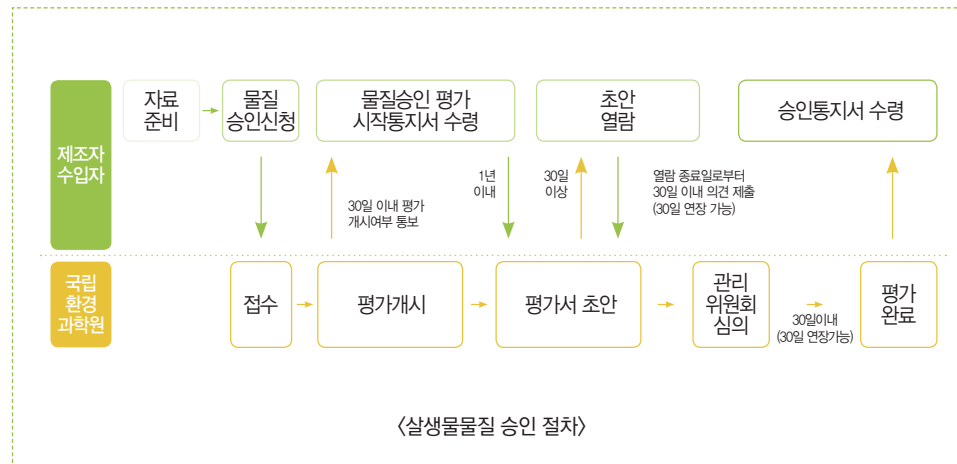 제조자
수입자
자료
준비
물질
승인신청
물질승인 평가
시작통지서 수령
초안
열람
승인통지서 수령
30일 이내 평가
개시여부 통보
1년
이내
30일
이상
열람 종료일로부터
30일 이내 의견 제출
(30일 연장 가능)
국립
환경
과학원
접수
평가개시
평가서 초안
관리
위원회
심의
30일이내
(30일 연장가능)
평가
완료
〈살생물물질 승인 절차〉